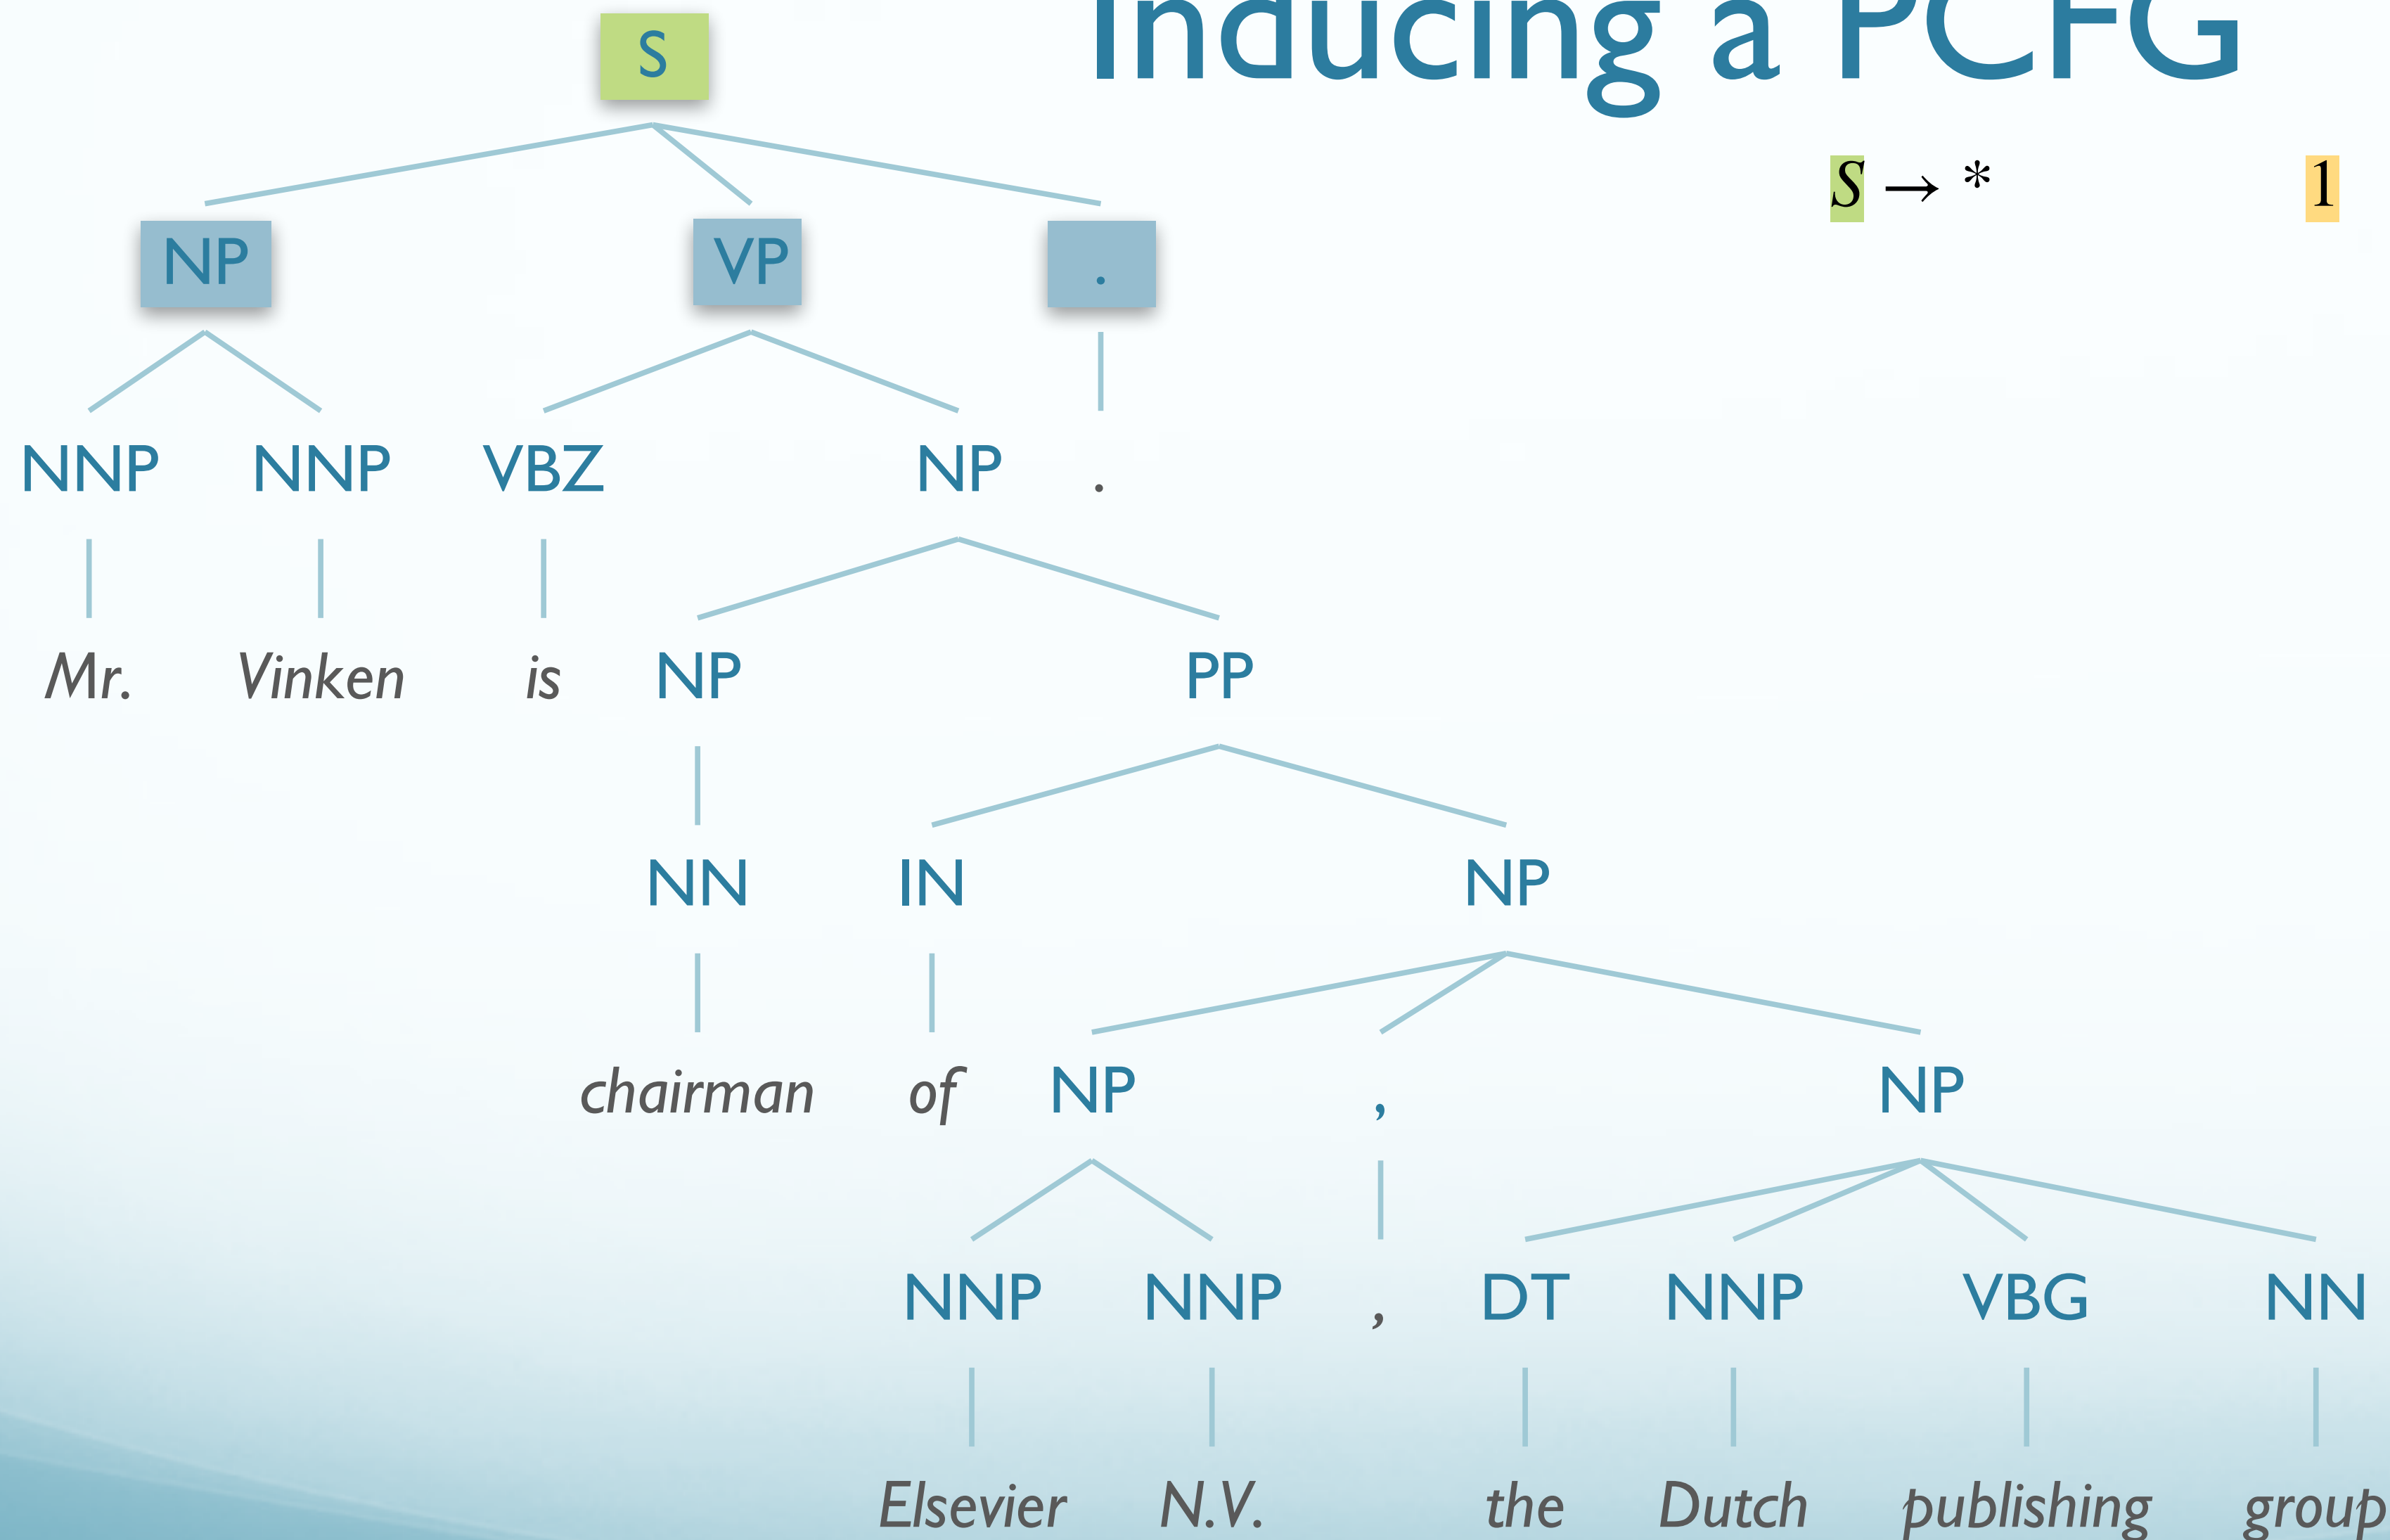 Inducing a PCFG
S
S → * 1
NP VP .
NNP NNP VBZ NP .
Mr. Vinken is NP PP
NN IN NP
chairman of NP , NP
NNP NNP , DT NNP VBG NN
Elsevier N.V. the Dutch publishing group